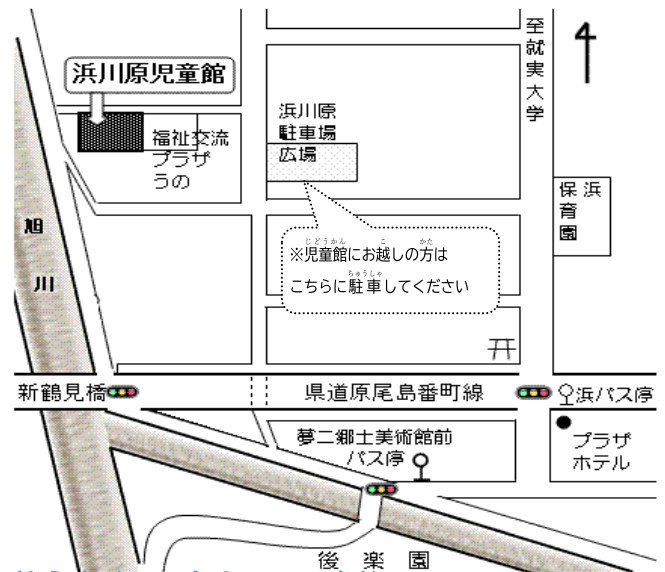 至就実大学
浜川原児童館
浜川原
駐車場
広場
福祉交流
プラザ
うの
浜
保育園
旭川
じどうかん こ かた
※児童館にお越しの方は
ちゅうしゃ
こちらに駐車してください
新鶴見橋
県道原尾島番町線
浜バス停
夢二郷土美術館前
バス停
プラザ
ホテル
後楽園